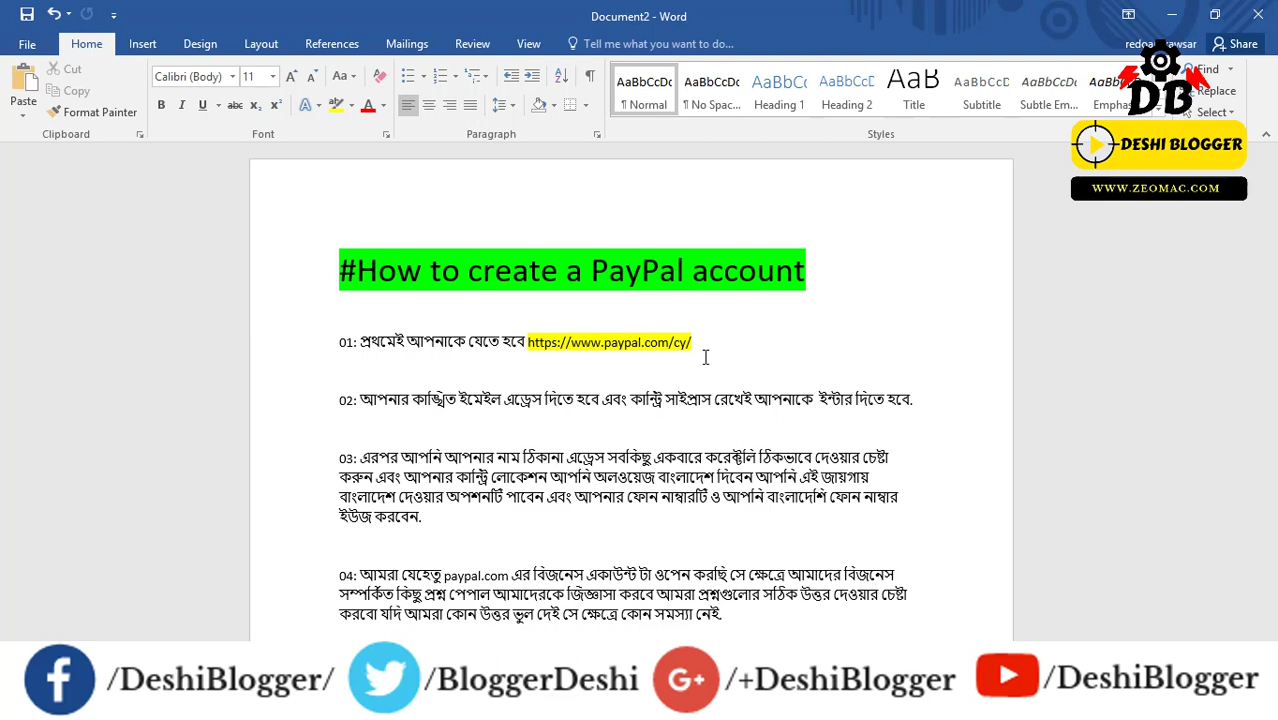 Document2 - Word
File Home Insert Design Layout References Mailings Review View Tell me what you want to do... Share
Cut
Copy
Format Painter
Paste
Clipboard
Calibri (Body) 11
Font
Paragraph
AaBbCcDc AaBbCcDc AaBbCc AaBbCcD AaB AaBbCcD AaBbCcDc
¶ Normal ¶ No Spac... Heading 1 Heading 2 Title Subtitle Subtle Em...
Styles
Find
Replace
Select
DB
DESHI BLOGGER
WWW.ZEOMAC.COM
#How to create a PayPal account
01: প্রথমেই আপনাকে যেতে হবে https://www.paypal.com/cy/
02: আপনার কাঙ্খিত ইমেইল এড্রেস দিতে হবে এবং কান্ট্রি সাইপ্রাস রেখেই আপনাকে ইন্টার দিতে হবে.
03: এরপর আপনি আপনার নাম ঠিকানা এড্রেস সবকিছু একবারে করেক্টলি ঠিকভাবে দেওয়ার চেষ্টা
করুন এবং আপনার কান্ট্রি লোকেশন আপনি অলওয়েজ বাংলাদেশ দিবেন আপনি এই জায়গায়
বাংলাদেশ দেওয়ার অপশনটি পাবেন এবং আপনার ফোন নাম্বারটি ও আপনি বাংলাদেশি ফোন নাম্বার
ইউজ করবেন.
04: আমরা যেহেতু paypal.com এর বিজনেস একাউন্ট টা ওপেন করছি সে ক্ষেত্রে আমাদের বিজনেস
সম্পর্কিত কিছু প্রশ্ন পেপাল আমাদেরকে জিজ্ঞাসা করবে আমরা প্রশ্নগুলোর সঠিক উত্তর দেওয়ার চেষ্টা
করবো যদি আমরা কোন উত্তর ভুল দেই সে ক্ষেত্রে কোন সমস্যা নেই.
/DeshiBlogger/ /BloggerDeshi /+DeshiBlogger /DeshiBlogger